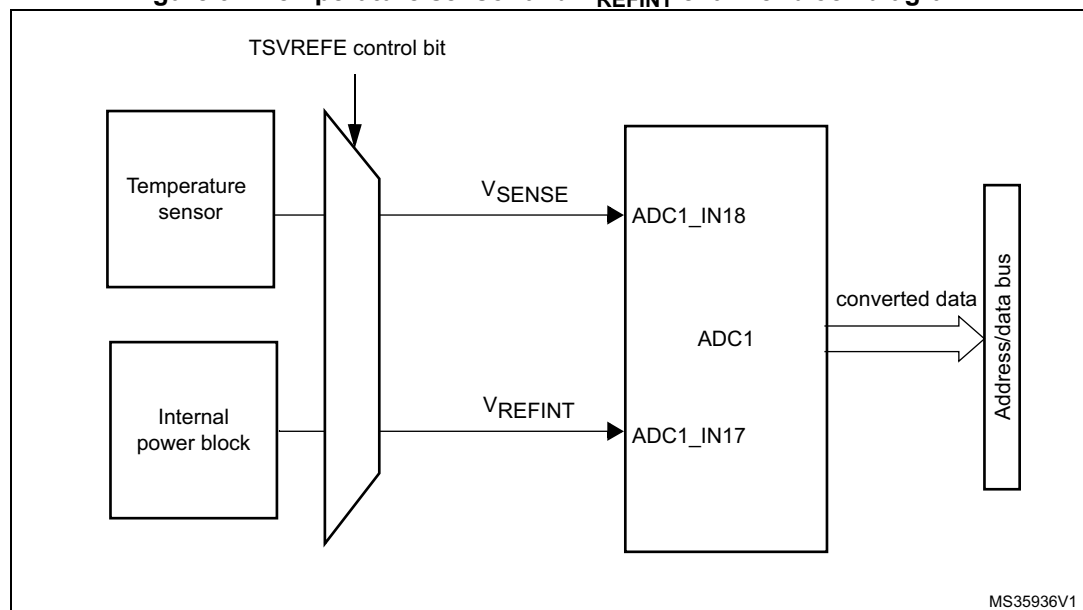 REFINT
TSVREFE control bit
Temperature
sensor
VSENSE
ADC1_IN18
converted data
ADC1
Address/data bus
Internal
power block
VREFINT
ADC1_IN17
MS35936V1